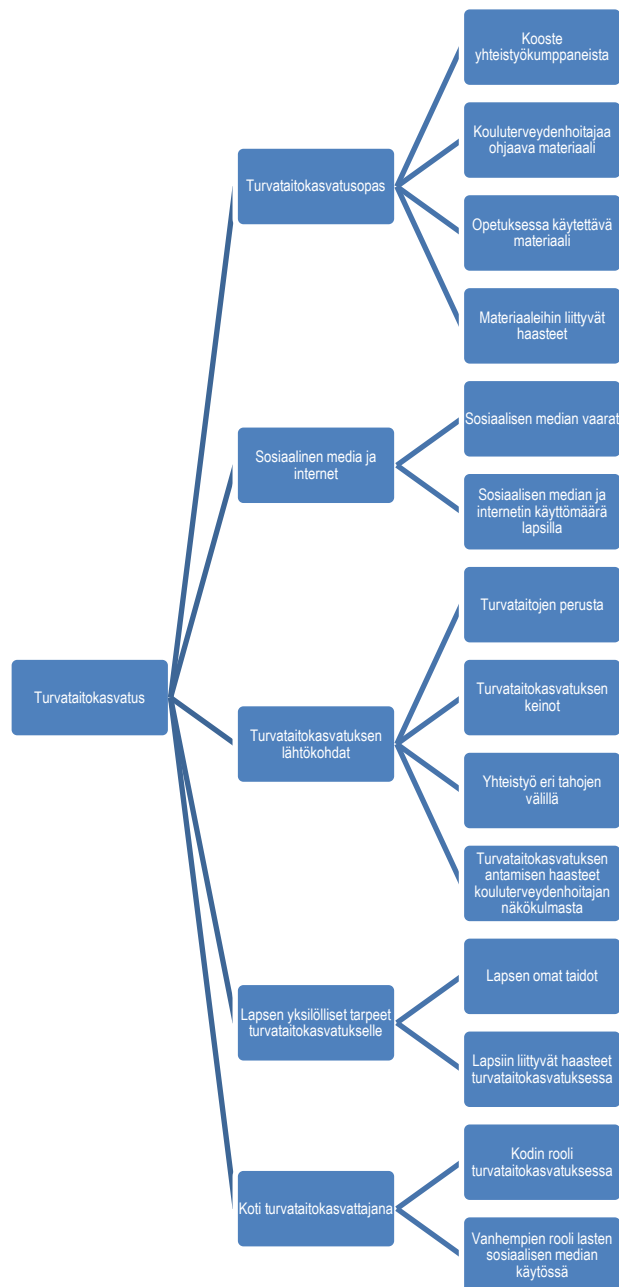 Kooste
yhteistyökumppaneista
Kouluterveydenhoitajaa
ohjaava materiaali
Turvataitokasvatusopas
Opetuksessa käytettävä
materiaali
Materiaaleihin liittyvät
haasteet
Sosiaalisen median vaarat
Sosiaalinen media ja
internet
Sosiaalisen median ja
internetin käyttömäärä
lapsilla
Turvataitojen perusta
Turvataitokasvatus
Turvataitokasvatuksen
keinot
Turvataitokasvatuksen
lähtökohdat
Yhteistyö eri tahojen
välillä
Turvataitokasvatuksen
antamisen haasteet
kouluterveydenhoitajan
näkökulmasta
Lapsen omat taidot
Lapsen yksilölliset tarpeet
turvataitokasvatukselle
Lapsiin liittyvät haasteet
turvataitokasvatuksessa
Kodin rooli
turvataitokasvatuksessa
Koti turvataitokasvattajana
Vanhempien rooli lasten
sosiaalisen median
käytössä